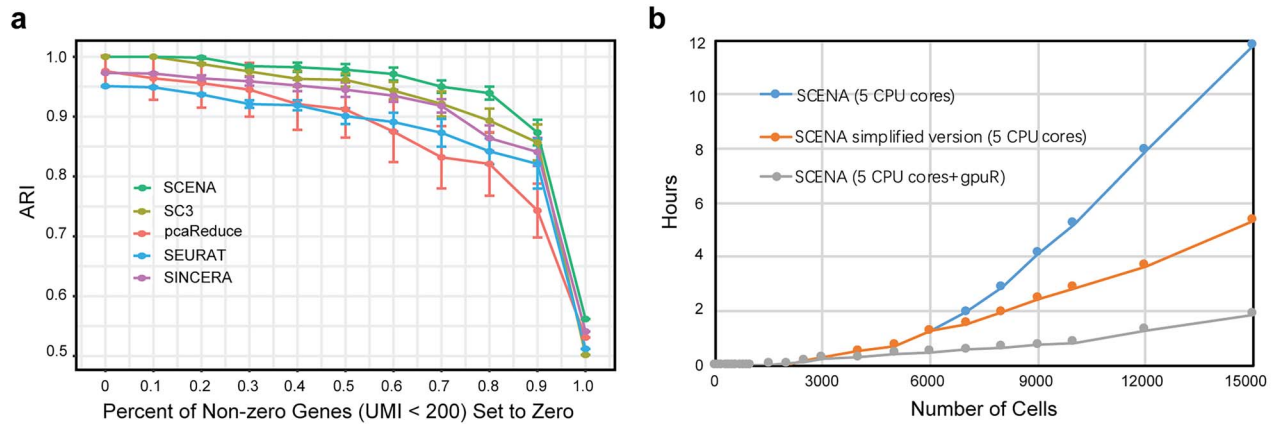 a
1.0
0.9
0.8
0.7
0.6
0.5
ARI
SCENA
SC3
pcaReduce
SEURAT
SINCERA
0 0.1 0.2 0.3 0.4 0.5 0.6 0.7 0.8 0.9 1.0
Percent of Non-zero Genes (UMI < 200) Set to Zero
b
12
10
8
6
4
2
0
Hours
SCENA (5 CPU cores)
SCENA simplified version (5 CPU cores)
SCENA (5 CPU cores+gpuR)
0 3000 6000 9000 12000 15000
Number of Cells